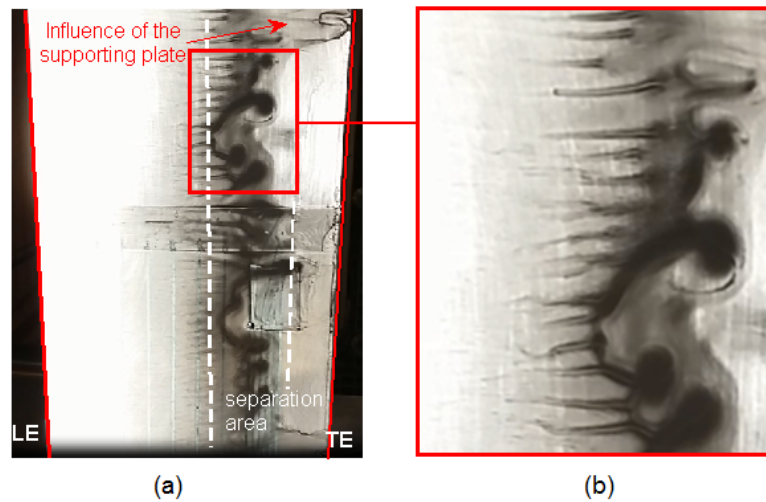 Influence of the
supporting plate
separation
area
LE
TE
(a)
(b)